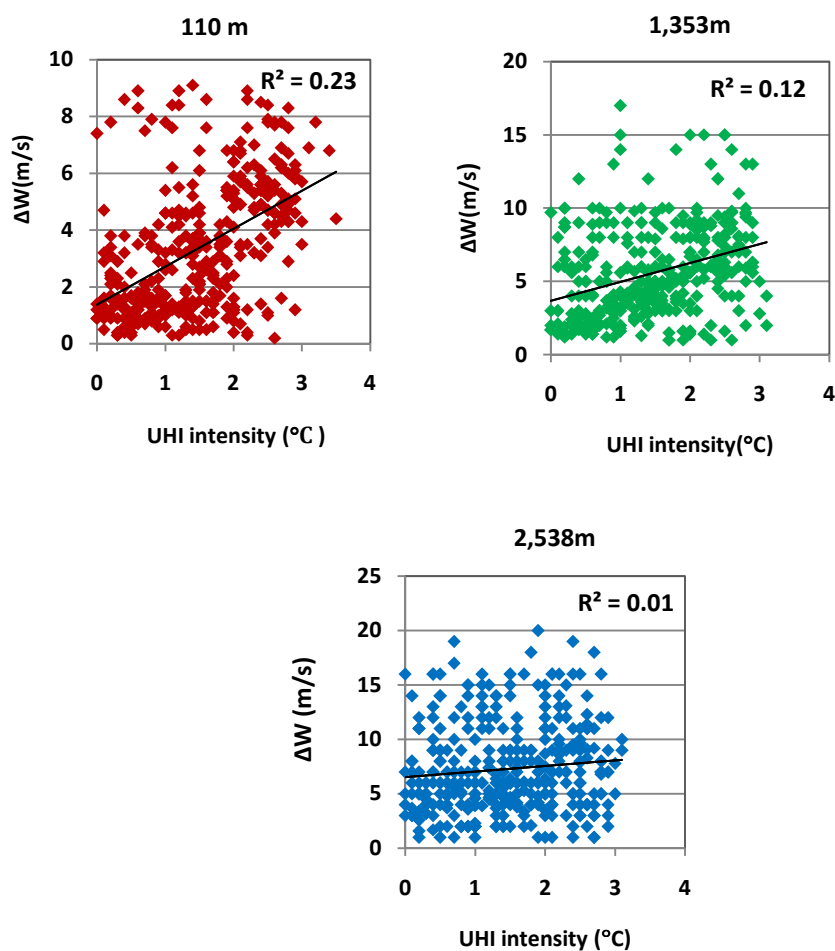 110 m
R² = 0.23
ΔW(m/s)
10
8
6
4
2
0
0 1 2 3 4
UHI intensity (°C )
1,353m
R² = 0.12
ΔW(m/s)
20
15
10
5
0
0 1 2 3 4
UHI intensity(°C)
2,538m
R² = 0.01
ΔW (m/s)
25
20
15
10
5
0
0 1 2 3 4
UHI intensity (°C)